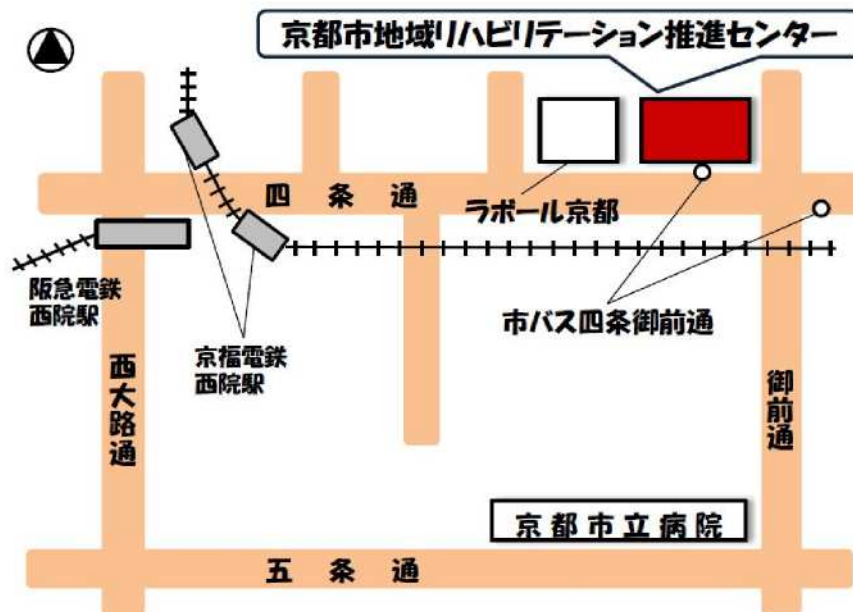 京都市地域リハビリテーション推進センター
四条通
ラボール京都
阪急電鉄
西院駅
市バス四条御前通
京福電鉄
西院駅
西大路通
御前通
京都市立病院
五条通